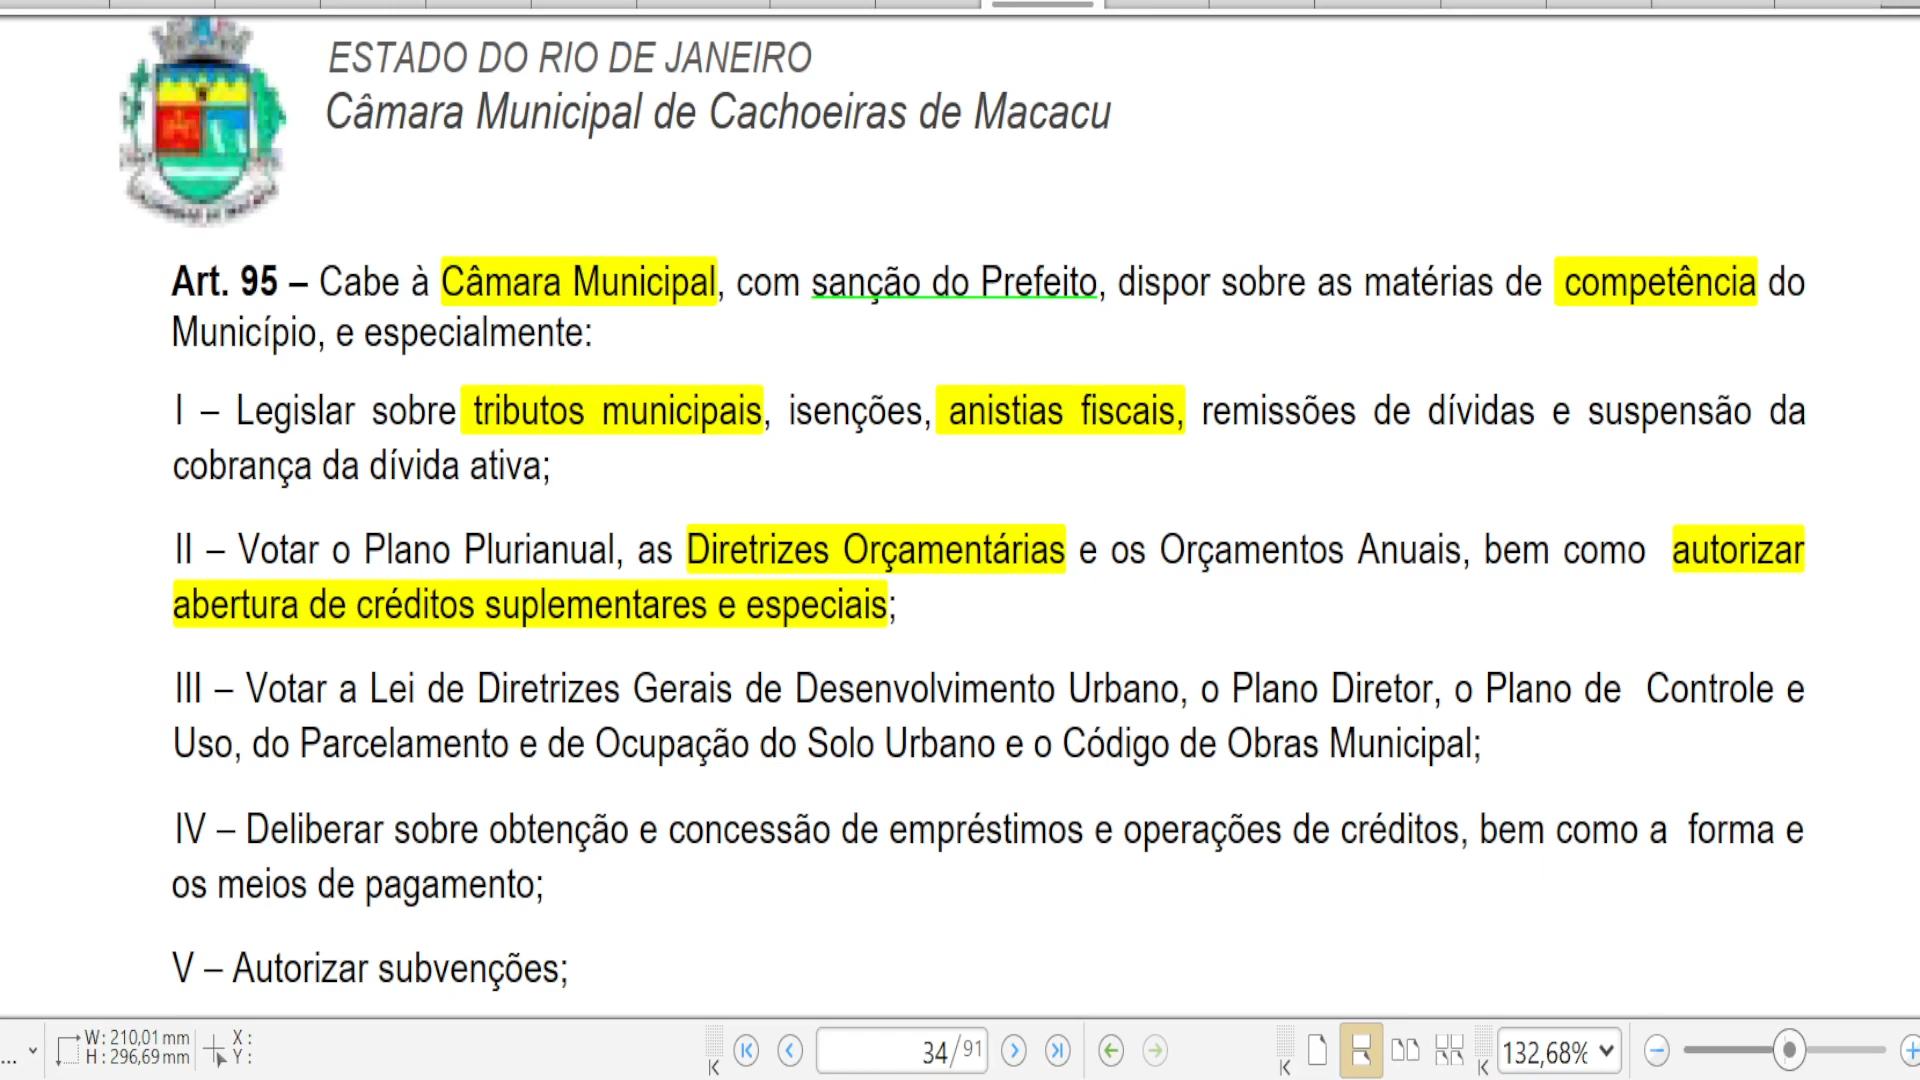 ESTADO DO RIO DE JANEIRO
Câmara Municipal de Cachoeiras de Macacu
Art. 95 – Cabe à Câmara Municipal, com sanção do Prefeito, dispor sobre as matérias de competência do
Município, e especialmente:
I – Legislar sobre tributos municipais, isenções, anistias fiscais, remissões de dívidas e suspensão da
cobrança da dívida ativa;
II – Votar o Plano Plurianual, as Diretrizes Orçamentárias e os Orçamentos Anuais, bem como autorizar
abertura de créditos suplementares e especiais;
III – Votar a Lei de Diretrizes Gerais de Desenvolvimento Urbano, o Plano Diretor, o Plano de Controle e
Uso, do Parcelamento e de Ocupação do Solo Urbano e o Código de Obras Municipal;
IV – Deliberar sobre obtenção e concessão de empréstimos e operações de créditos, bem como a forma e
os meios de pagamento;
V – Autorizar subvenções;
... W: 210,01 mm X :
H : 296,69 mm Y :
34/91
132,68%